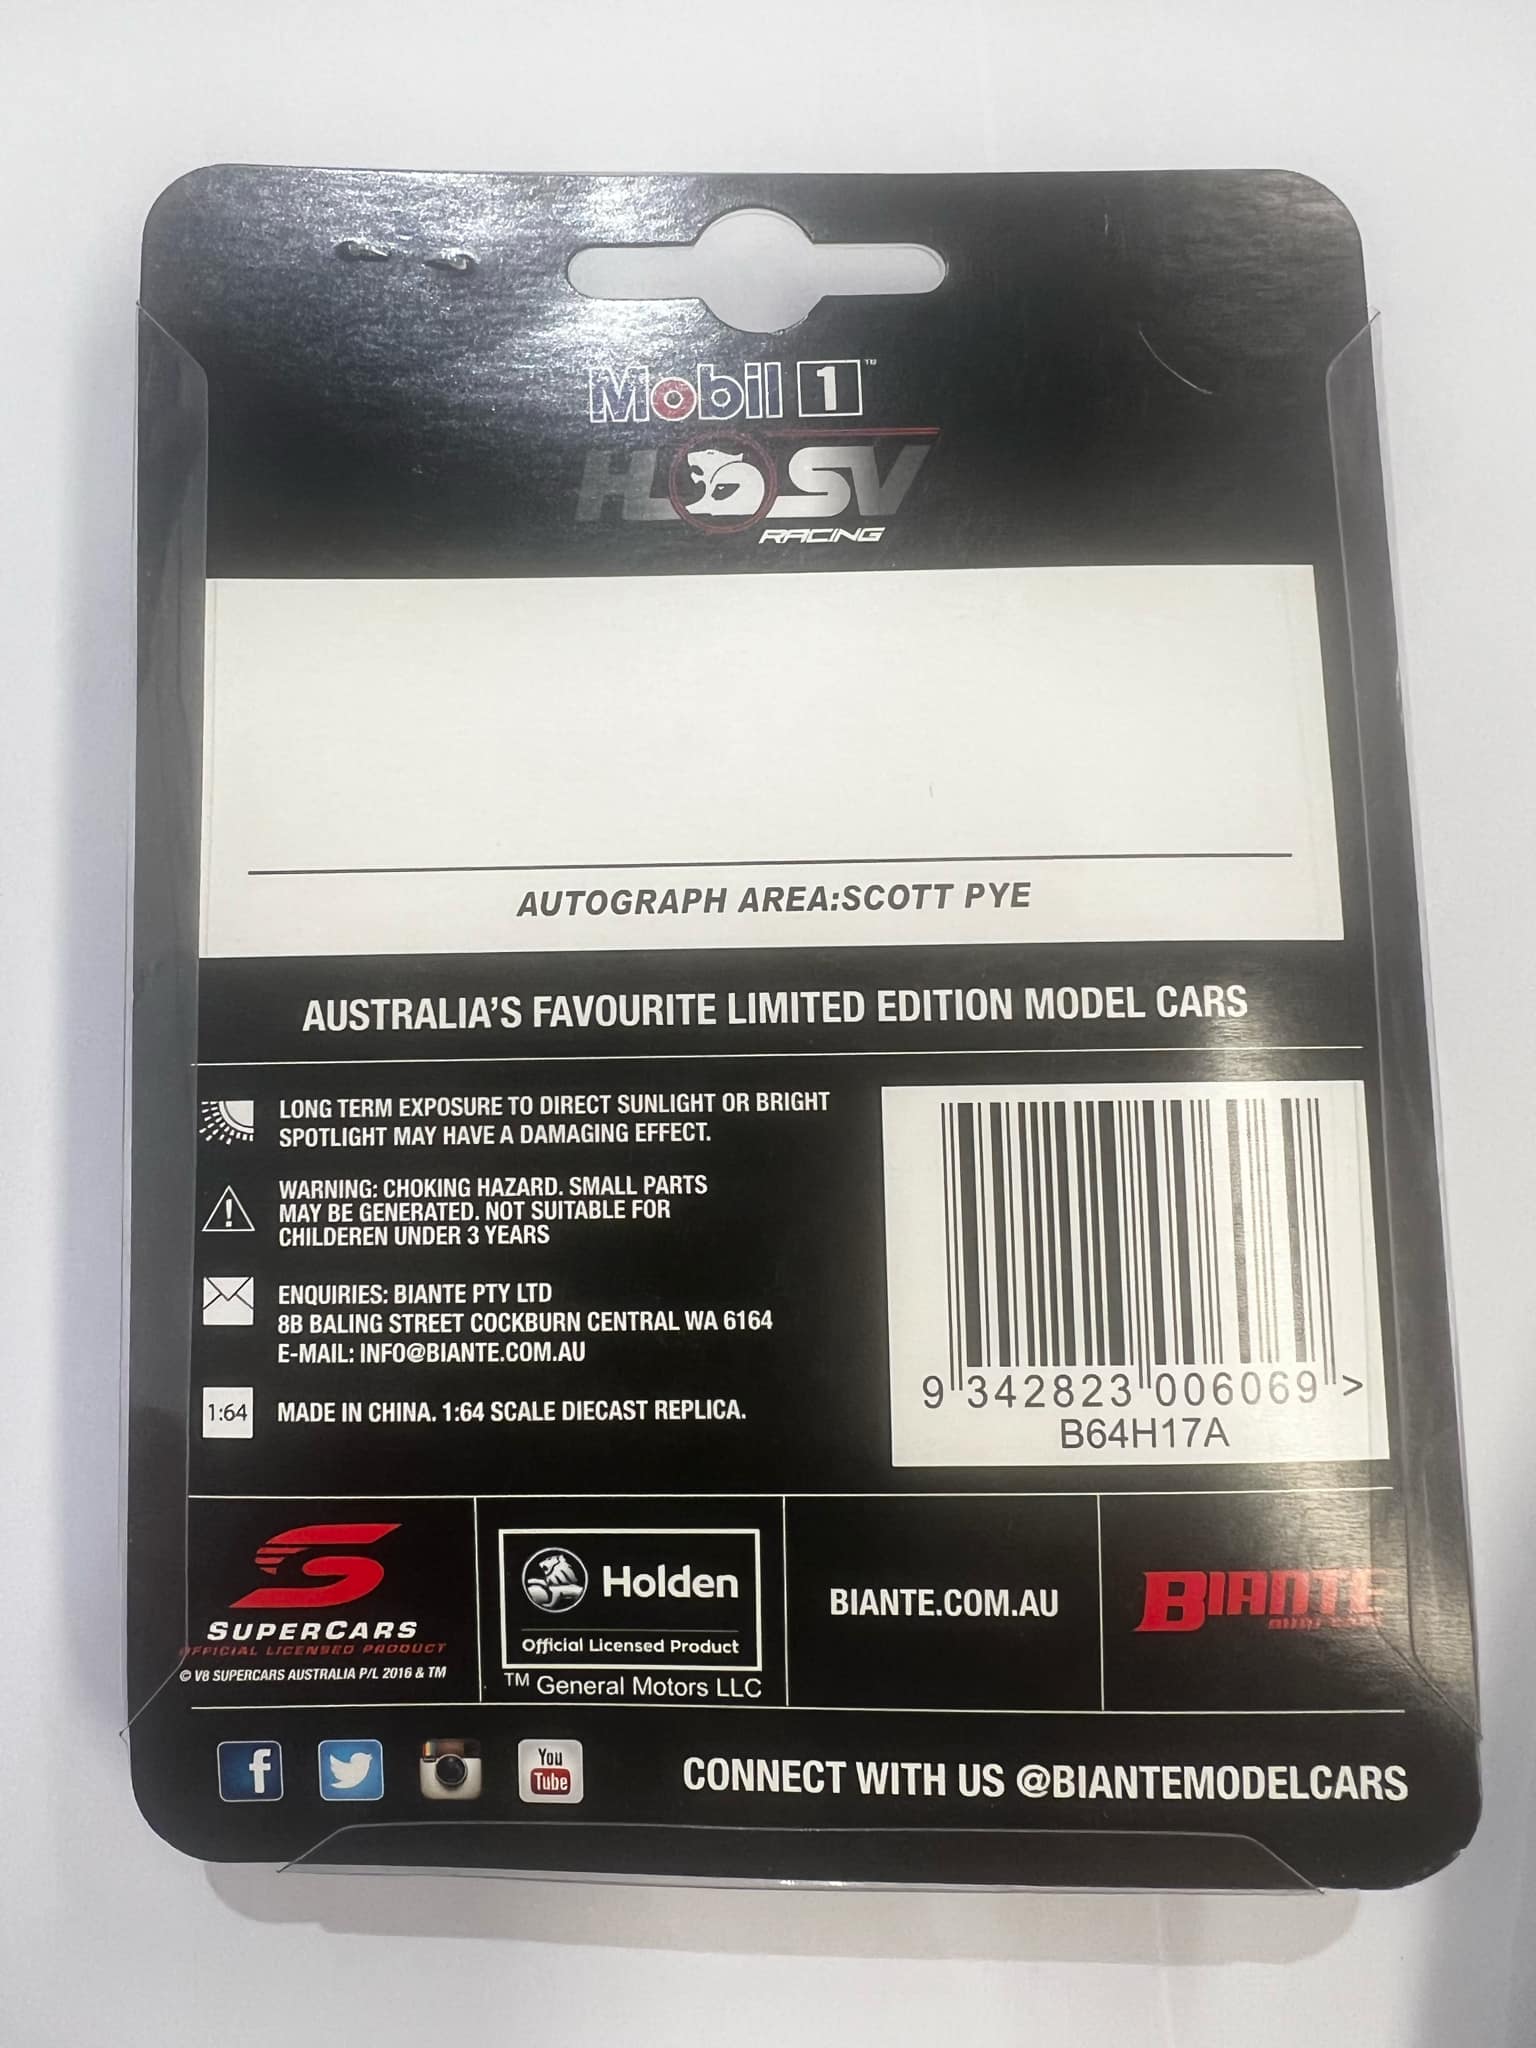 Mobil 1™
HSV
RACING
AUTOGRAPH AREA:SCOTT PYE
AUSTRALIA'S FAVOURITE LIMITED EDITION MODEL CARS
LONG TERM EXPOSURE TO DIRECT SUNLIGHT OR BRIGHT
SPOTLIGHT MAY HAVE A DAMAGING EFFECT.
WARNING: CHOKING HAZARD. SMALL PARTS
MAY BE GENERATED. NOT SUITABLE FOR
CHILDEREN UNDER 3 YEARS
ENQUIRIES: BIANTE PTY LTD
8B BALING STREET COCKBURN CENTRAL WA 6164
E-MAIL: INFO@BIANTE.COM.AU
1:64
MADE IN CHINA. 1:64 SCALE DIECAST REPLICA.
9 342823 006069 >
B64H17A
SUPERCARS
OFFICIAL LICENSED PRODUCT
© V8 SUPERCARS AUSTRALIA P/L 2016 & TM
Holden
Official Licensed Product
TM General Motors LLC
BIANTE.COM.AU
BIANTE
f
You
Tube
CONNECT WITH US @BIANTEMODELCARS